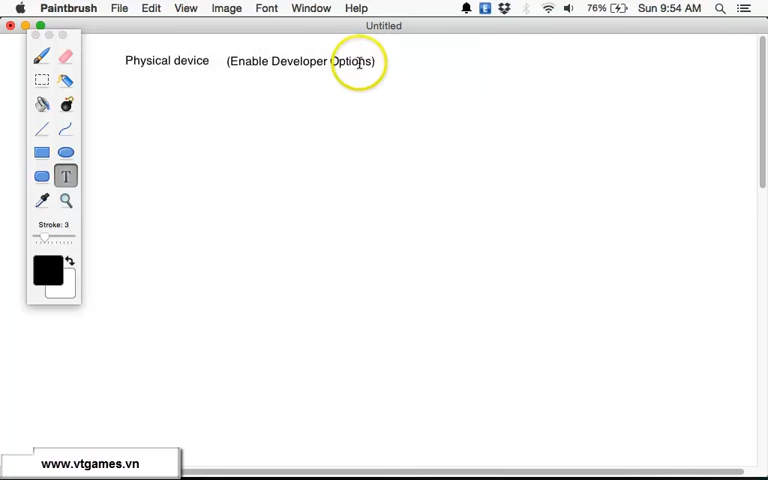 Paintbrush File Edit View Image Font Window Help 76% Sun 9:54 AM
Untitled
Physical device (Enable Developer Options)
T
Stroke: 3
www.vtgames.vn